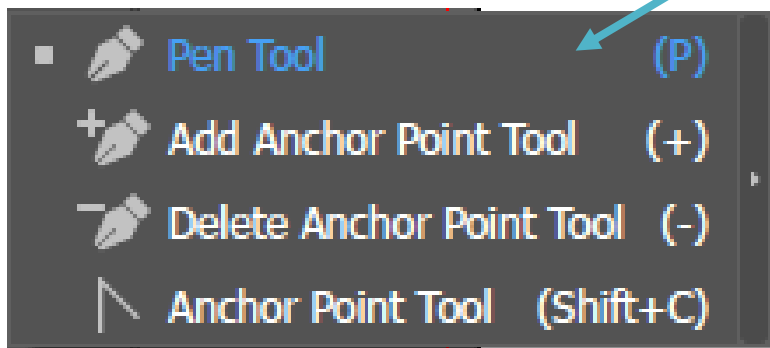 Pen Tool (P)
Add Anchor Point Tool (+)
Delete Anchor Point Tool (-)
Anchor Point Tool (Shift+C)